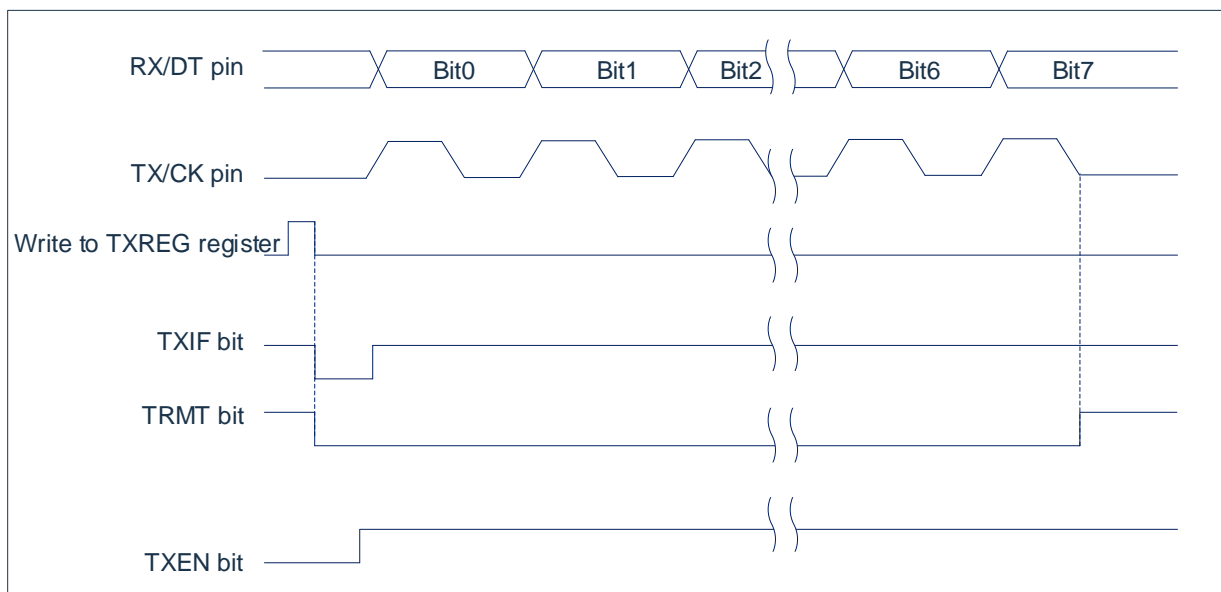 RX/DT pin
Bit0
Bit1
Bit2
Bit6
Bit7
TX/CK pin
Write to TXREG register
TXIF bit
TRMT bit
TXEN bit